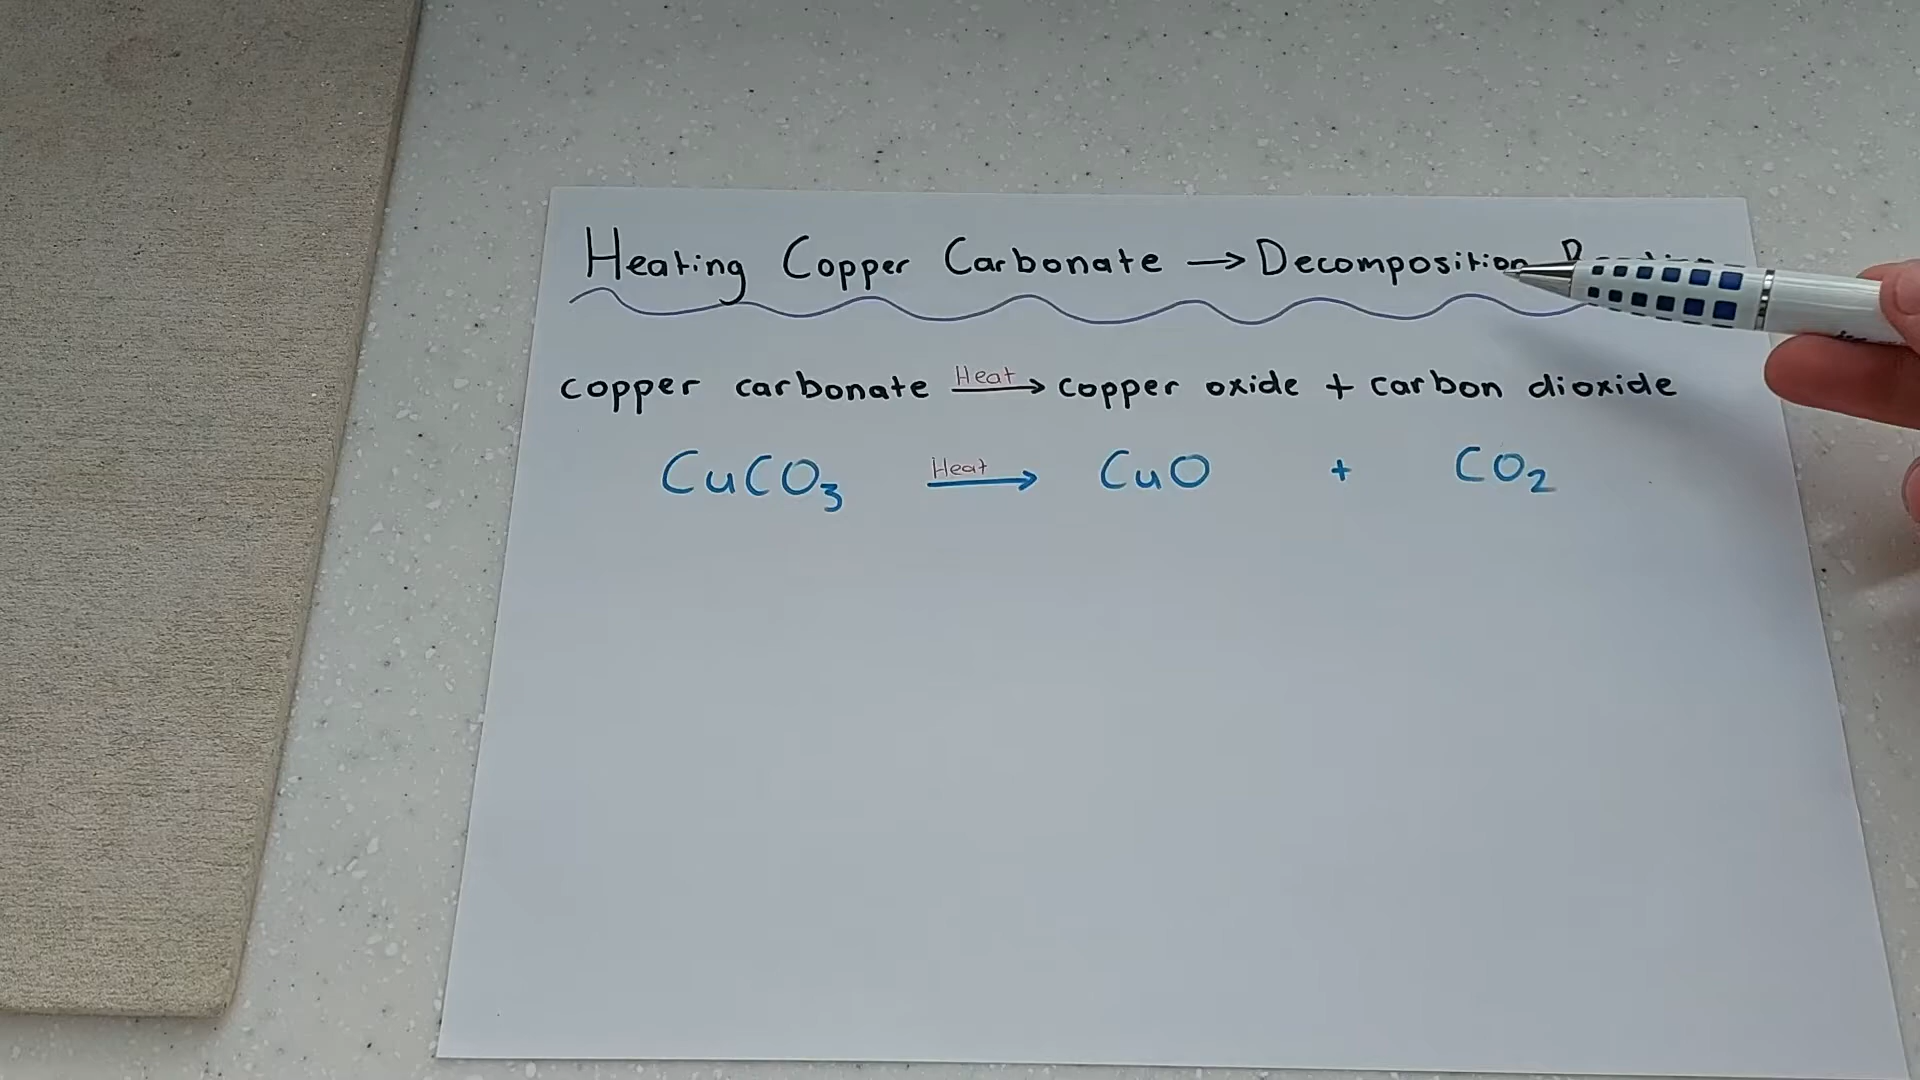 Heating Copper Carbonate → Decomposition
copper carbonate Heat → copper oxide + carbon dioxide
CuCO₃ Heat → CuO + CO₂